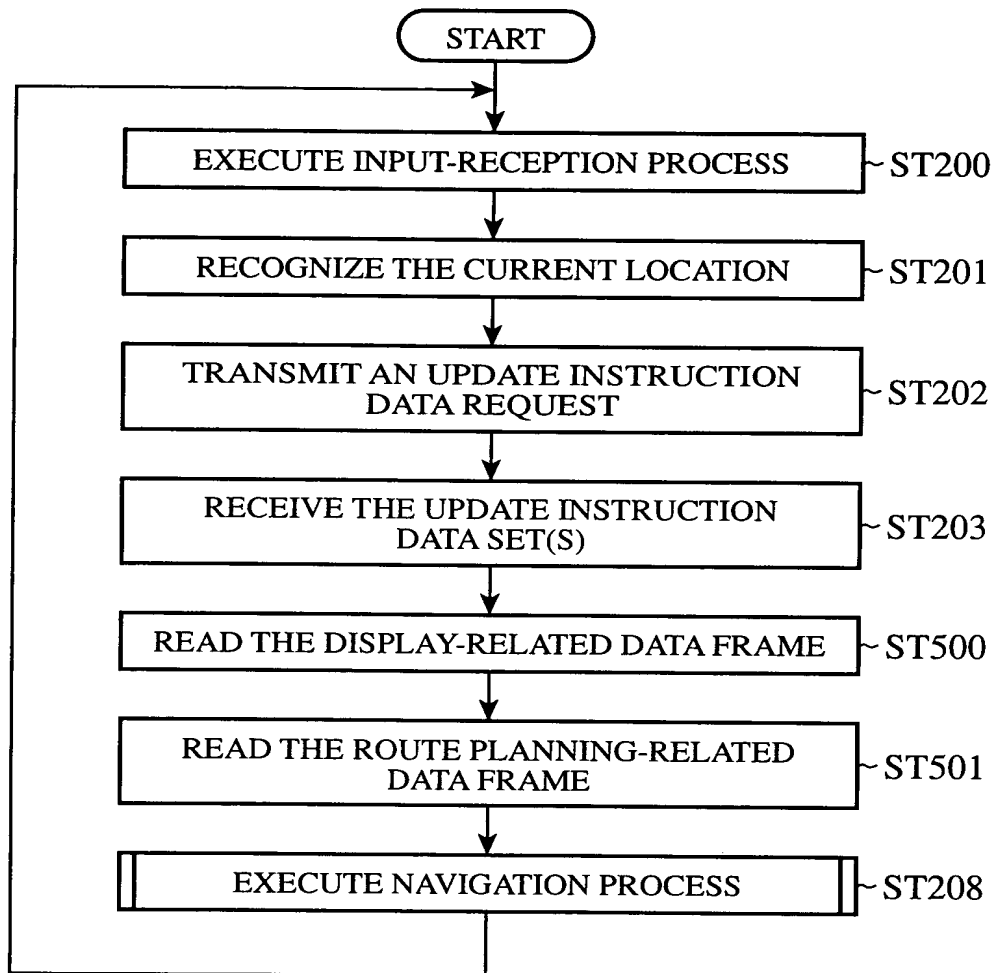 START
EXECUTE INPUT-RECEPTION PROCESS
~ST200
RECOGNIZE THE CURRENT LOCATION
~ST201
TRANSMIT AN UPDATE INSTRUCTION
DATA REQUEST
~ST202
RECEIVE THE UPDATE INSTRUCTION
DATA SET(S)
~ST203
READ THE DISPLAY-RELATED DATA FRAME
~ST500
READ THE ROUTE PLANNING-RELATED
DATA FRAME
~ST501
EXECUTE NAVIGATION PROCESS
~ST208